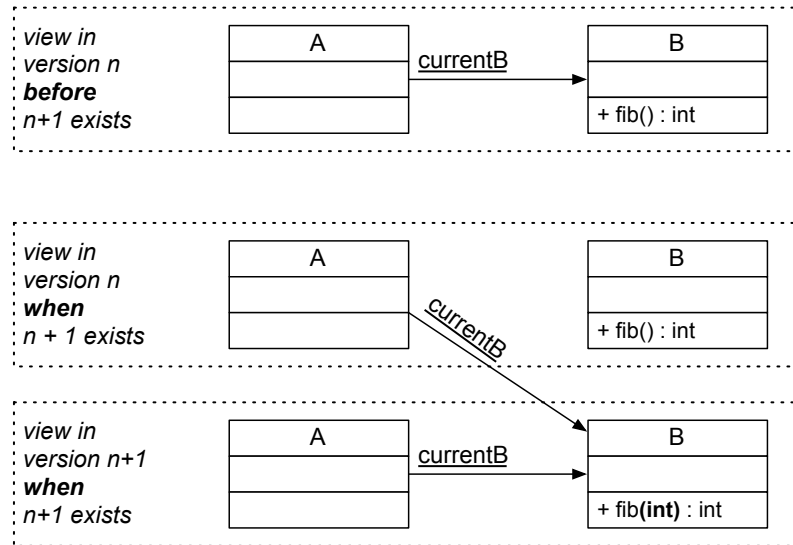 view in
version n
before
n+1 exists
A
currentB
B
+ fib() : int
view in
version n
when
n + 1 exists
A
currentB
B
+ fib() : int
view in
version n+1
when
n+1 exists
A
currentB
B
+ fib(int) : int